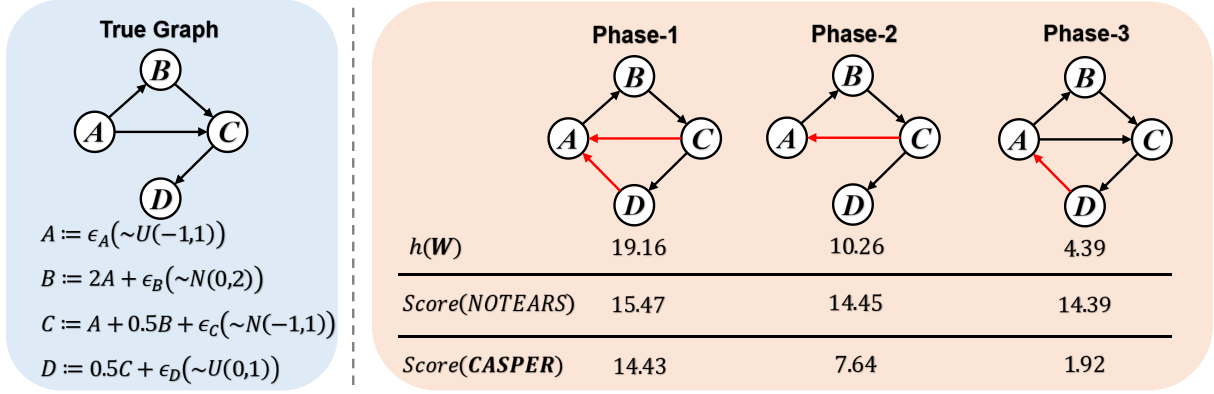 True Graph
B
A
C
D
A ≔ ϵ_A(~U(−1,1))
B ≔ 2A + ϵ_B(~N(0,2))
C ≔ A + 0.5B + ϵ_C(~N(−1,1))
D ≔ 0.5C + ϵ_D(~U(0,1))
Phase-1 Phase-2 Phase-3
B B B
A C A C A C
D D D
h(W) 19.16 10.26 4.39
Score(NOTEARS) 15.47 14.45 14.39
Score(CASPER) 14.43 7.64 1.92